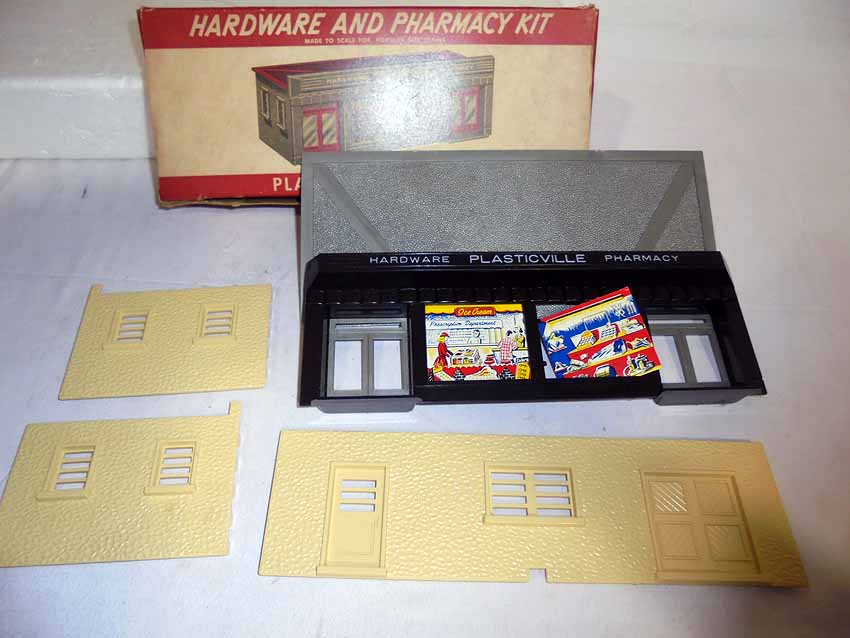 HARDWARE AND PHARMACY KIT
MADE TO SCALE FOR POPULAR SIZE TRAINS
HARDWARE
PLA
HARDWARE PLASTICVILLE PHARMACY
Ice Cream
Prescription Department